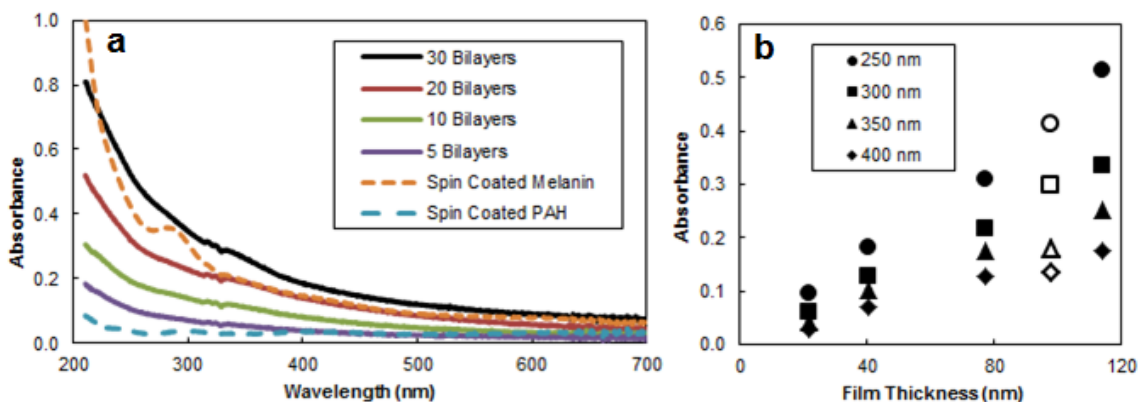 a
Absorbance
1.0
0.8
0.6
0.4
0.2
0.0
200
300
400
500
600
700
Wavelength (nm)
30 Bilayers
20 Bilayers
10 Bilayers
5 Bilayers
Spin Coated Melanin
Spin Coated PAH
b
Absorbance
0.6
0.5
0.4
0.3
0.2
0.1
0.0
0
40
80
120
Film Thickness (nm)
250 nm
300 nm
350 nm
400 nm